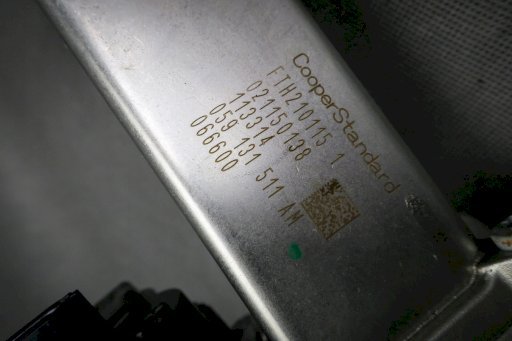 CooperStandard
FTH210115 1
021150138
113314
059 131 511 AM
066600